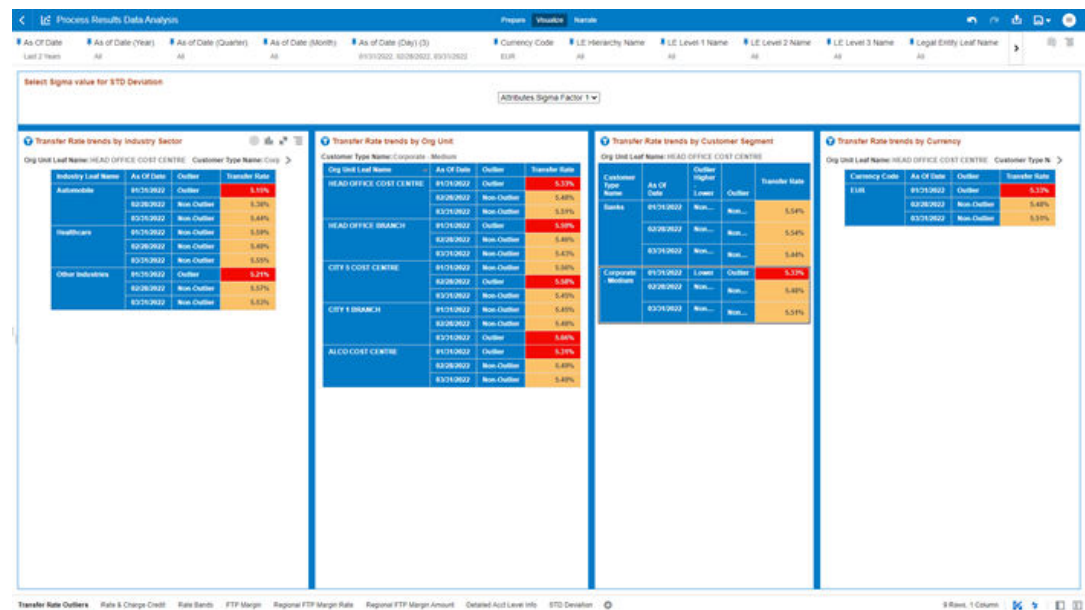 Process Results Data Analysis
Prepare Visualize Narrate
As Of Date As of Date (Year) As of Date (Quarter) As of Date (Month) As of Date (Day) (3) Currency Code LE Hierarchy Name LE Level 1 Name LE Level 2 Name LE Level 3 Name Legal Entity Leaf Name
Last 2 Years All All All 01/31/2022, 02/28/2022, 03/31/2022 EUR All All All All All
Select Sigma value for STD Deviation
Attributes.Sigma Factor 1
Transfer Rate trends by Industry Sector
Org Unit Leaf Name: HEAD OFFICE COST CENTRE Customer Type Name: Corp
Industry Leaf Name As Of Date Outlier Transfer Rate
Automobile 01/31/2022 Outlier 5.15%
02/28/2022 Non-Outlier 5.38%
03/31/2022 Non-Outlier 5.44%
Healthcare 01/31/2022 Non-Outlier 5.59%
02/28/2022 Non-Outlier 5.40%
03/31/2022 Non-Outlier 5.55%
Other Industries 01/31/2022 Outlier 5.21%
02/28/2022 Non-Outlier 5.57%
03/31/2022 Non-Outlier 5.53%
Transfer Rate trends by Org Unit
Customer Type Name: Corporate - Medium
Org Unit Leaf Name As Of Date Outlier Transfer Rate
HEAD OFFICE COST CENTRE 01/31/2022 Outlier 5.33%
02/28/2022 Non-Outlier 5.48%
03/31/2022 Non-Outlier 5.51%
HEAD OFFICE BRANCH 01/31/2022 Outlier 5.59%
02/28/2022 Non-Outlier 5.46%
03/31/2022 Non-Outlier 5.43%
CITY 5 COST CENTRE 01/31/2022 Non-Outlier
02/28/2022 Outlier 5.58%
03/31/2022 Non-Outlier 5.45%
CITY 1 BRANCH 01/31/2022 Non-Outlier 5.45%
02/28/2022 Non-Outlier 5.48%
03/31/2022 Outlier 5.66%
ALCO COST CENTRE 01/31/2022 Outlier 5.31%
02/28/2022 Non-Outlier 5.49%
03/31/2022 Non-Outlier 5.48%
Transfer Rate trends by Customer Segment
Org Unit Leaf Name: HEAD OFFICE COST CENTRE
Customer Type Name As Of Date Outlier Higher - Lower Outlier Transfer Rate
Banks 01/31/2022 Non... Non... 5.54%
02/28/2022 Non... Non... 5.54%
03/31/2022 Non... Non... 5.44%
Corporate - Medium 01/31/2022 Lower Outlier 5.33%
02/28/2022 Non... Non... 5.48%
03/31/2022 Non... Non... 5.51%
Transfer Rate trends by Currency
Org Unit Leaf Name: HEAD OFFICE COST CENTRE Customer Type N
Currency Code As Of Date Outlier Transfer Rate
EUR 01/31/2022 Outlier 5.33%
02/28/2022 Non-Outlier 5.48%
03/31/2022 Non-Outlier 5.51%
Transfer Rate Outliers Rate & Charge Credit Rate Bands FTP Margin Regional FTP Margin Rate Regional FTP Margin Amount Detailed Acct Level Info STD Deviation
9 Rows, 1 Column